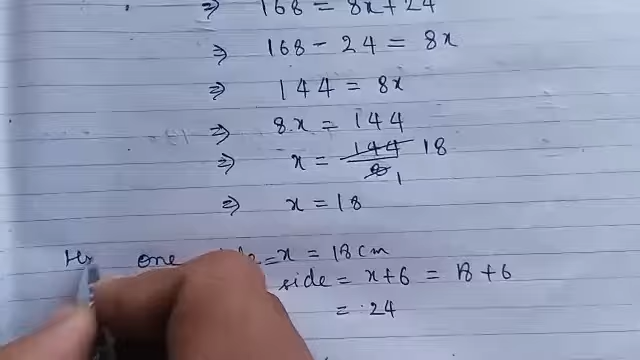 ⇒ 168 = 8x+24
⇒ 168 - 24 = 8x
⇒ 144 = 8x
⇒ 8x = 144
⇒ x = 144/8 18 1
⇒ x = 18
one = x = 18 cm
side = x+6 = 18+6
= 24